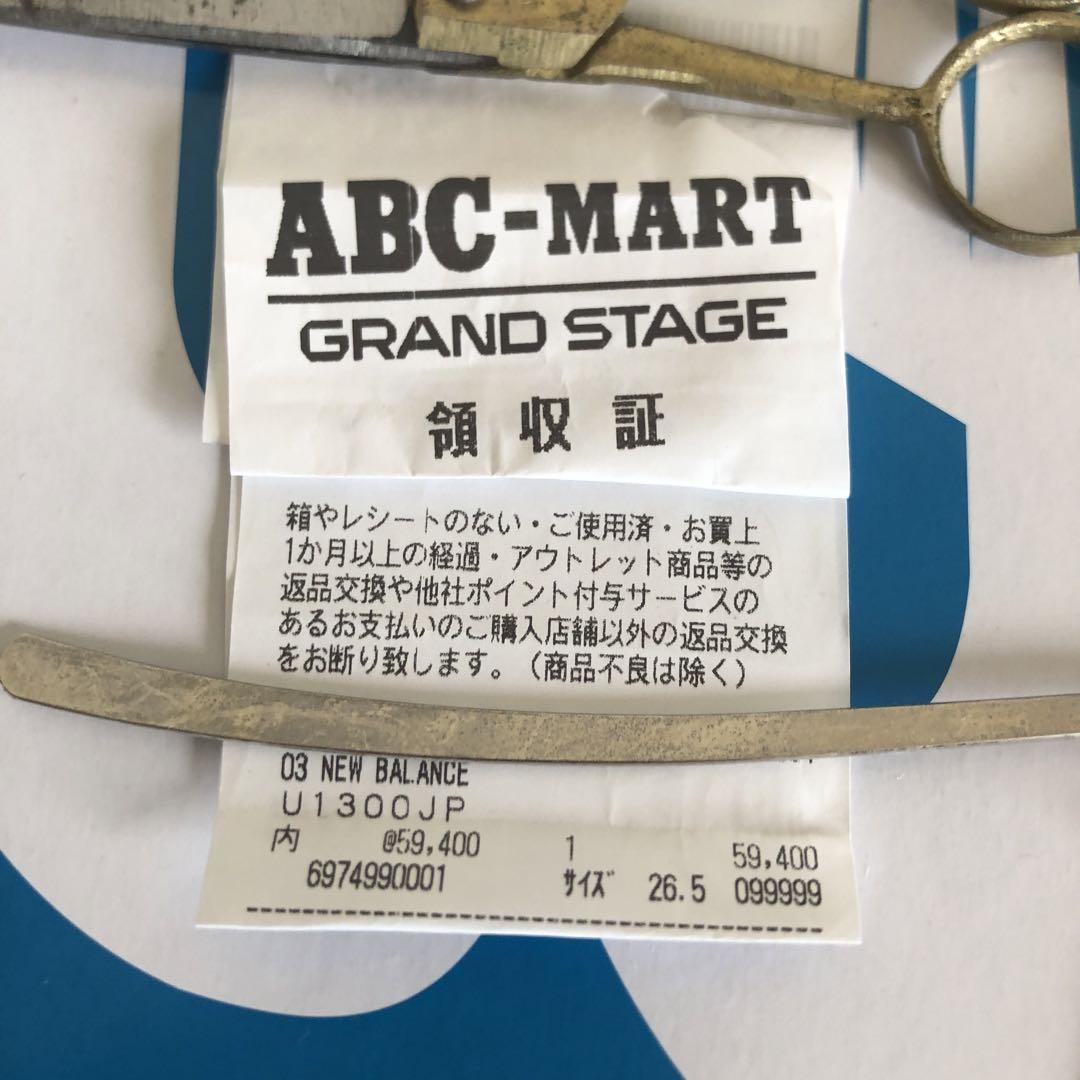 ABC-MART
GRAND STAGE
領収証
箱やレシートのない・ご使用済・お買上
1か月以上の経過・アウトレット商品等の
返品交換や他社ポイント付与サービスの
あるお支払いのご購入店舗以外の返品交換
をお断り致します。(商品不良は除く)
03 NEW BALANCE
U1300JP
内 @59,400 1 59,400
6974990001 サイズ 26.5 099999